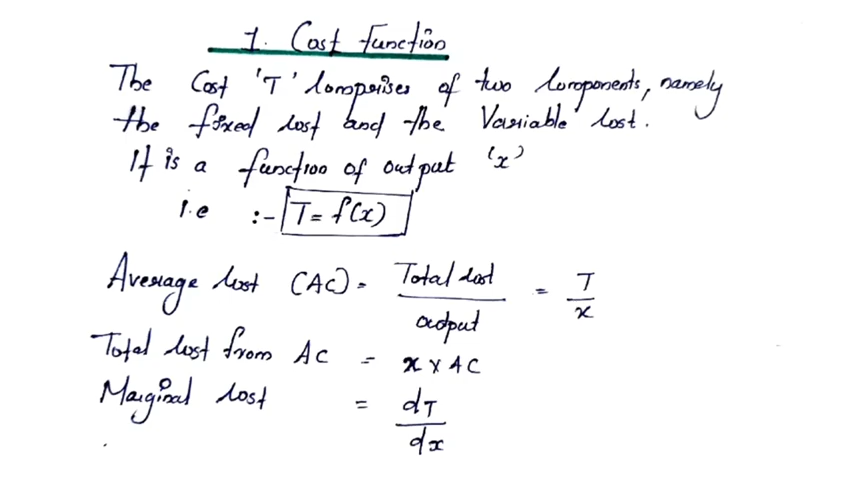 1. Cost Function
The Cost 'T' Comprises of two Components, namely
the fixed cost and the Variable cost.
It is a function of output 'x'
i.e :- T= f(x)
Average cost (AC) = Total cost / output = T / x
Total cost from AC = x × AC
Marginal cost = dT / dx